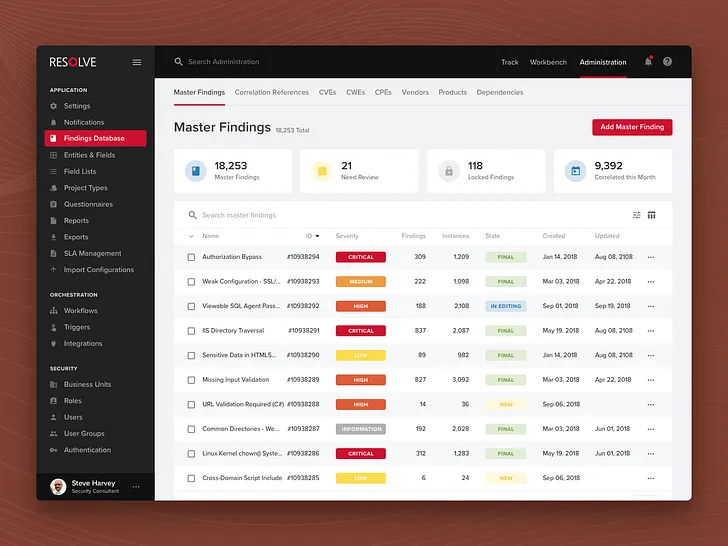 RESOLVE
Search Administration
Track Workbench Administration
APPLICATION
Settings
Notifications
Findings Database
Entities & Fields
Field Lists
Project Types
Questionnaires
Reports
Exports
SLA Management
Import Configurations
ORCHESTRATION
Workflows
Triggers
Integrations
SECURITY
Business Units
Roles
Users
User Groups
Authentication
Steve Harvey
Security Consultant
Master Findings Correlation References CVEs CWEs CPEs Vendors Products Dependencies
Master Findings 18,253 Total
Add Master Finding
18,253
Master Findings
21
Need Review
118
Locked Findings
9,392
Correlated this Month
Search master findings
Name ID Severity Findings Instances State Created Updated
Authorization Bypass #10938294 CRITICAL 309 1,209 FINAL Jan 14, 2018 Aug 08, 2108
Weak Configuration - SSL/... #10938293 MEDIUM 222 1,098 FINAL Mar 03, 2018 Apr 22, 2018
Viewable SQL Agent Pass... #10938292 HIGH 188 2,108 IN EDITING Sep 01, 2018 Sep 19, 2018
IIS Directory Traversal #10938291 CRITICAL 837 2,087 FINAL May 19, 2018 Aug 08, 2018
Sensitive Data in HTML5... #10938290 LOW 89 982 FINAL Jan 14, 2018 Aug 08, 2108
Missing Input Validation #10938289 HIGH 827 3,092 FINAL Mar 03, 2018 Apr 22, 2018
URL Validation Required (C#) #10938288 HIGH 14 36 NEW Sep 06, 2018
Common Directories - We... #10938287 INFORMATION 192 2,028 FINAL Mar 03, 2018 Jun 01, 2018
Linux Kernel chown() Syste... #10938286 CRITICAL 312 1,283 FINAL May 19, 2018 Jun 01, 2018
Cross-Domain Script Include #10938285 LOW 6 24 NEW Sep 06, 2018